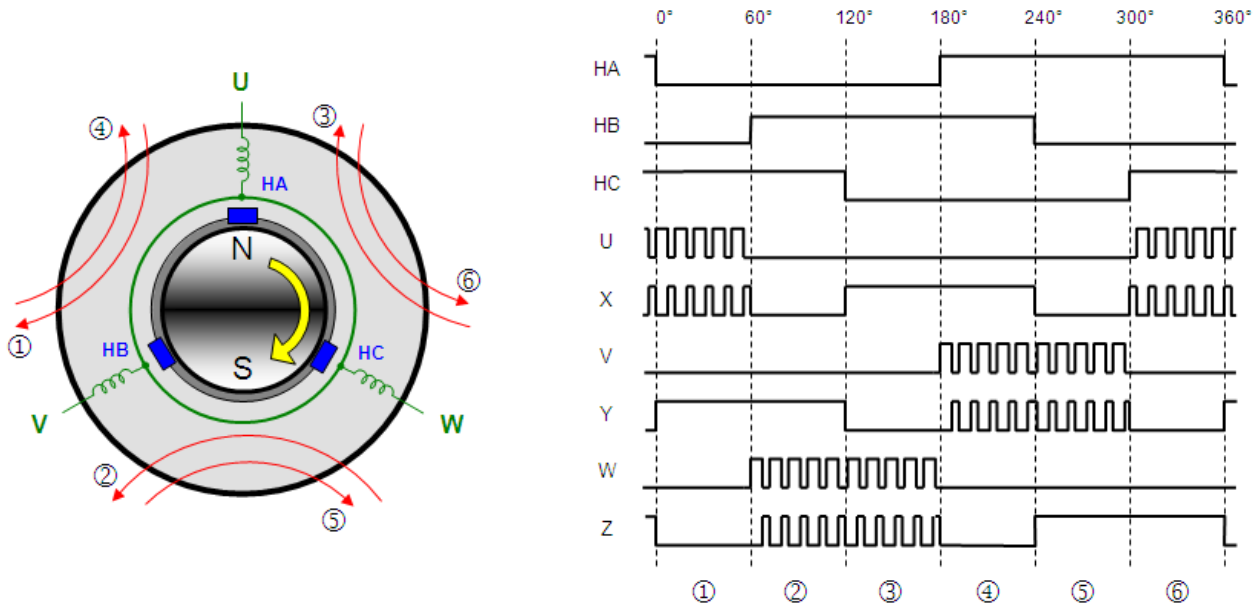 U
④
③
HA
N
⑥
①
HB
HC
S
V
W
②
⑤
0° 60° 120° 180° 240° 300° 360°
HA
HB
HC
U
X
V
Y
W
Z
① ② ③ ④ ⑤ ⑥